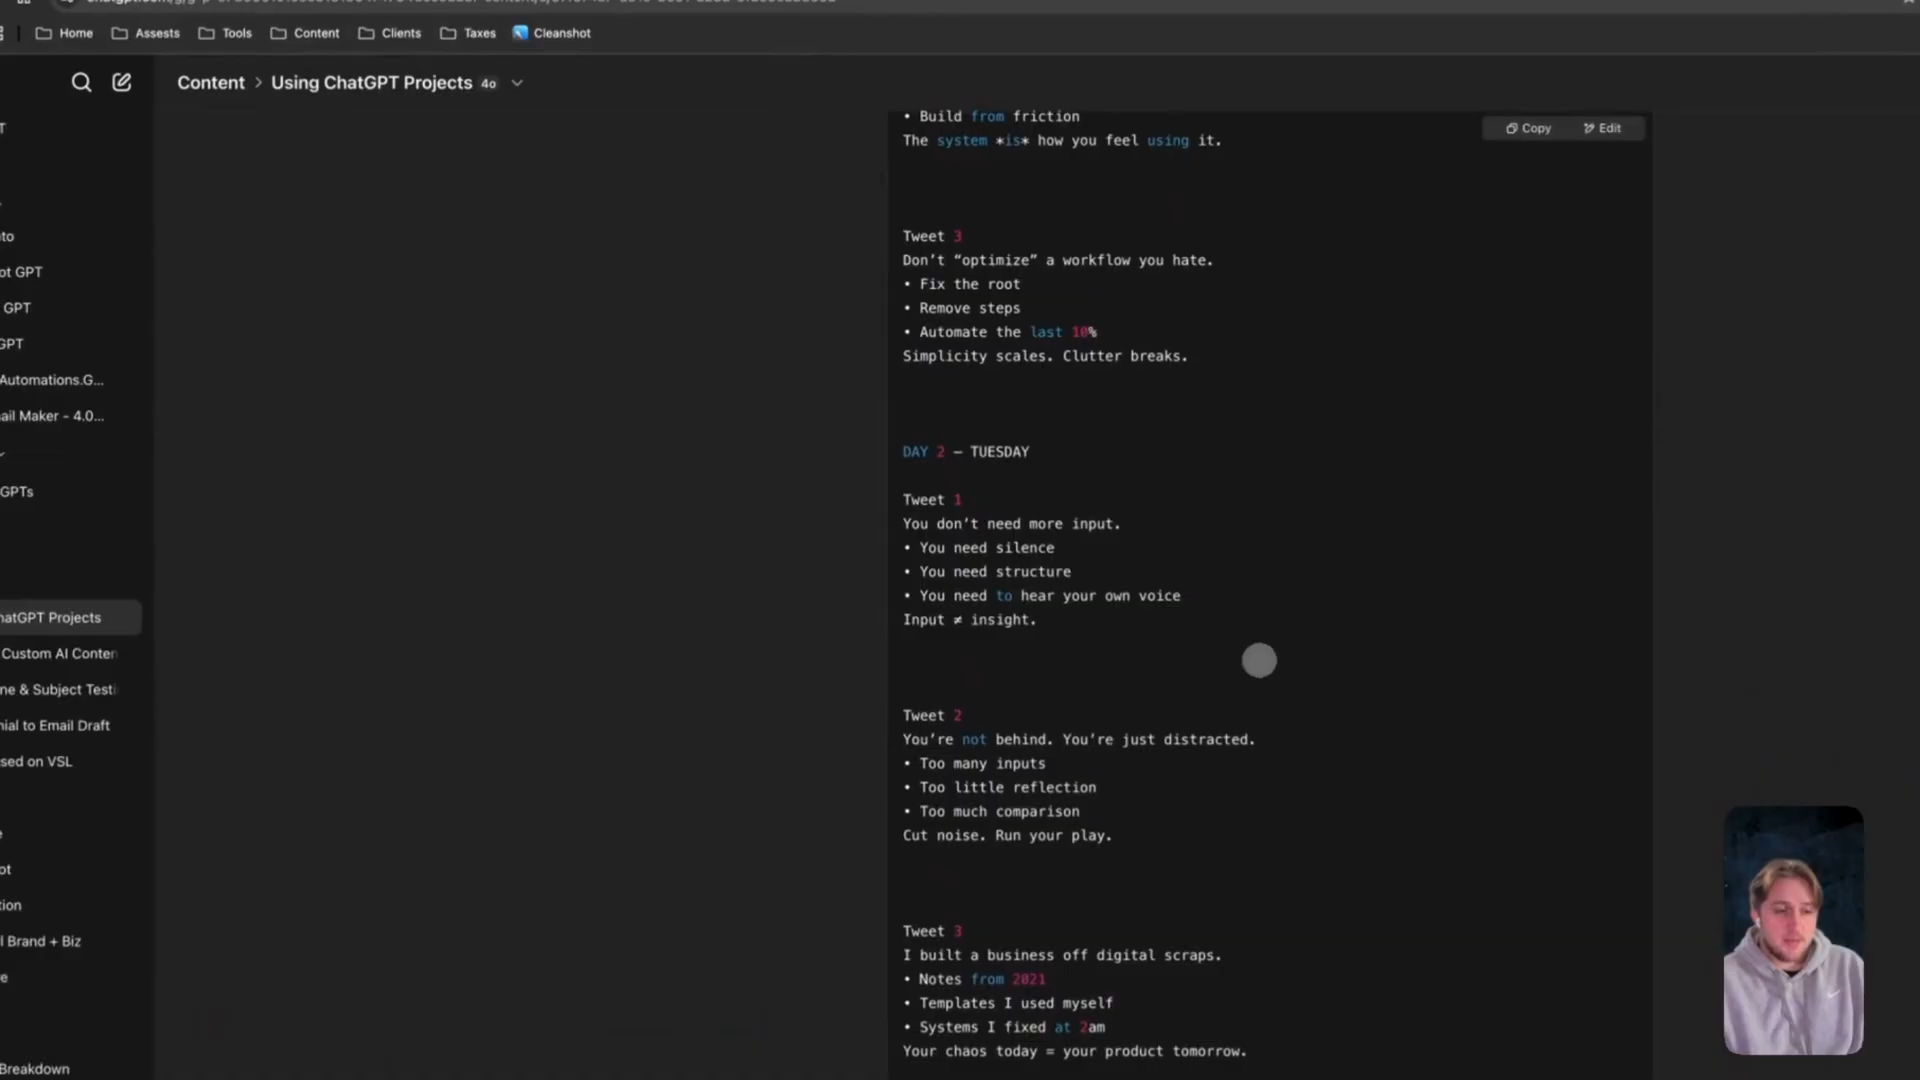 Home
Assests
Tools
Content
Clients
Taxes
Cleanshot
Content > Using ChatGPT Projects 4o
ot GPT
GPT
GPT
Automations.G...
ail Maker - 4.0...
GPTs
hatGPT Projects
Custom AI Conten
ne & Subject Testi
nial to Email Draft
sed on VSL
l Brand + Biz
Breakdown
Copy
Edit
• Build from friction
The system *is* how you feel using it.
Tweet 3
Don’t “optimize” a workflow you hate.
• Fix the root
• Remove steps
• Automate the last 10%
Simplicity scales. Clutter breaks.
DAY 2 – TUESDAY
Tweet 1
You don’t need more input.
• You need silence
• You need structure
• You need to hear your own voice
Input ≠ insight.
Tweet 2
You’re not behind. You’re just distracted.
• Too many inputs
• Too little reflection
• Too much comparison
Cut noise. Run your play.
Tweet 3
I built a business off digital scraps.
• Notes from 2021
• Templates I used myself
• Systems I fixed at 2am
Your chaos today = your product tomorrow.